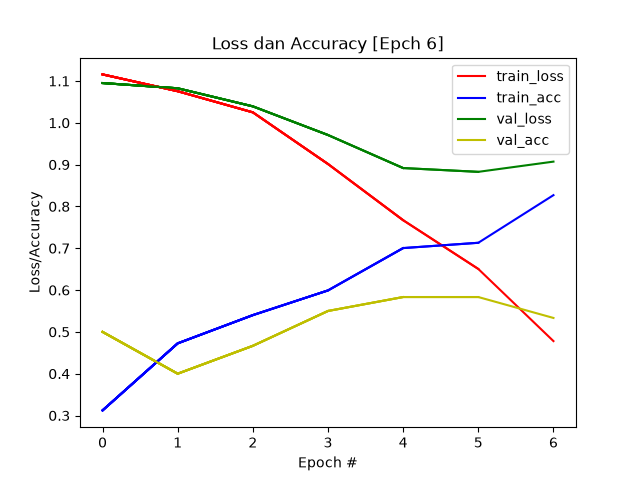 Loss dan Accuracy [Epch 6]
train_loss
train_acc
val_loss
val_acc
1.1
1.0
0.9
0.8
0.7
0.6
0.5
0.4
0.3
Loss/Accuracy
0 1 2 3 4 5 6
Epoch #